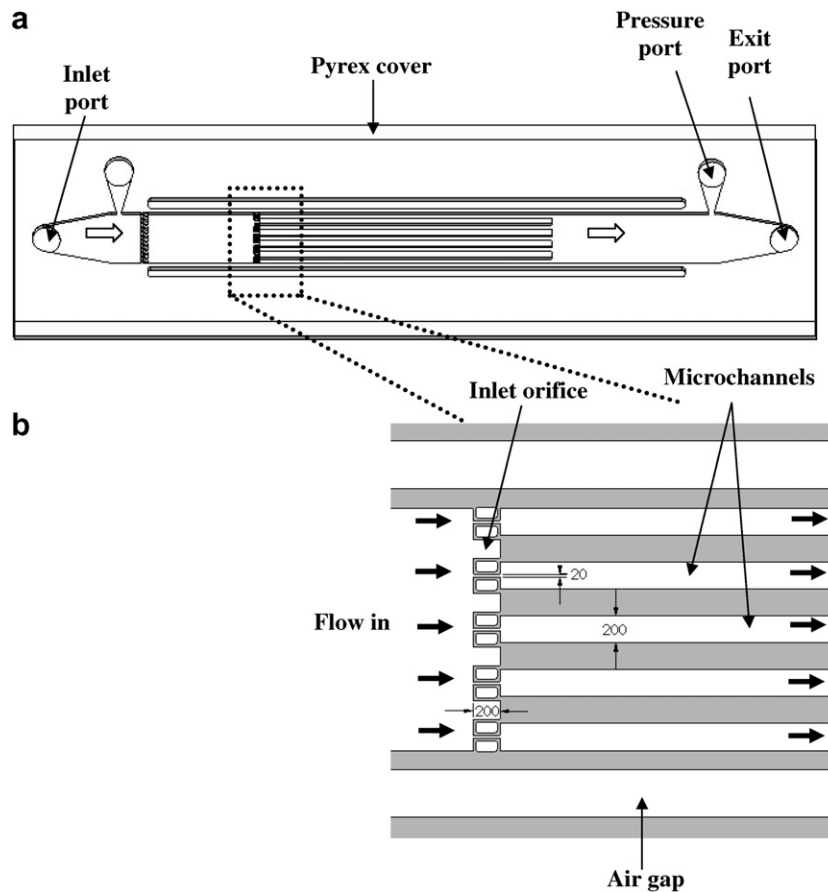 a
Inlet
port
Pyrex cover
Pressure
port
Exit
port
b
Inlet orifice
Microchannels
20
Flow in
200
200
Air gap